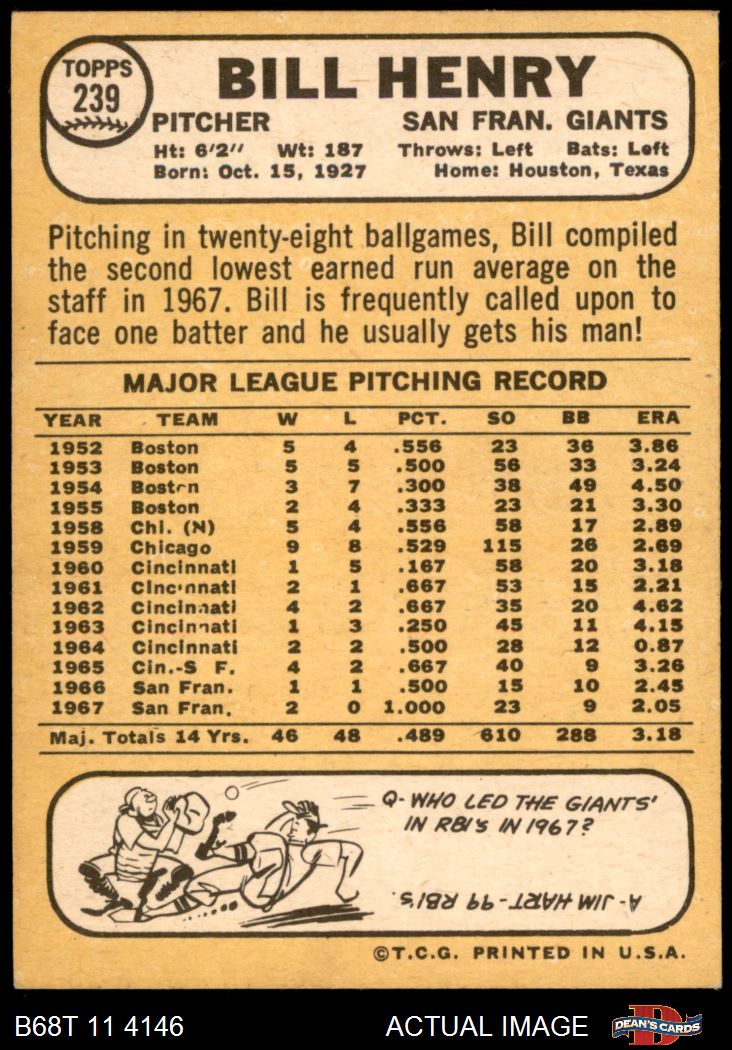 TOPPS
239
BILL HENRY
PITCHER SAN FRAN. GIANTS
Ht: 6'2" Wt: 187 Throws: Left Bats: Left
Born: Oct. 15, 1927 Home: Houston, Texas
Pitching in twenty-eight ballgames, Bill compiled
the second lowest earned run average on the
staff in 1967. Bill is frequently called upon to
face one batter and he usually gets his man!
MAJOR LEAGUE PITCHING RECORD
YEAR TEAM W L PCT. SO BB ERA
1952 Boston 5 4 .556 23 36 3.86
1953 Boston 5 5 .500 56 33 3.24
1954 Boston 3 7 .300 38 49 4.50
1955 Boston 2 4 .333 23 21 3.30
1958 Chi. (N) 5 4 .556 58 17 2.89
1959 Chicago 9 8 .529 115 26 2.69
1960 Cincinnati 1 5 .167 58 20 3.18
1961 Cincinnati 2 1 .667 53 15 2.21
1962 Cincinnati 4 2 .667 35 20 4.62
1963 Cincinnati 1 3 .250 45 11 4.15
1964 Cincinnati 2 2 .500 28 12 0.87
1965 Cin.-S F. 4 2 .667 40 9 3.26
1966 San Fran. 1 1 .500 15 10 2.45
1967 San Fran. 2 0 1.000 23 9 2.05
Maj. Totals 14 Yrs. 46 48 .489 610 288 3.18
Q-WHO LED THE GIANTS'
IN RBI's IN 1967?
A-JIM HART-99 RBI's.
©T.C.G. PRINTED IN U.S.A.
B68T 11 4146 ACTUAL IMAGE D DEAN'S CARDS